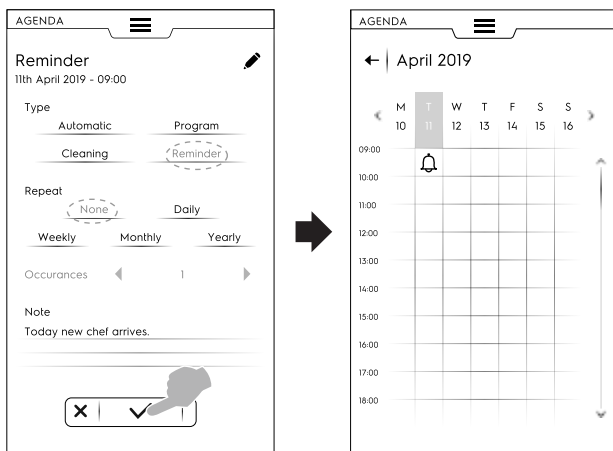 AGENDA
Reminder
11th April 2019 - 09:00
Type
Automatic Program
Cleaning Reminder
Repeat
None Daily
Weekly Monthly Yearly
Occurances 1
Note
Today new chef arrives.
AGENDA
April 2019
M T W T F S S
10 11 12 13 14 15 16
09:00
10:00
11:00
12:00
13:00
14:00
15:00
16:00
17:00
18:00